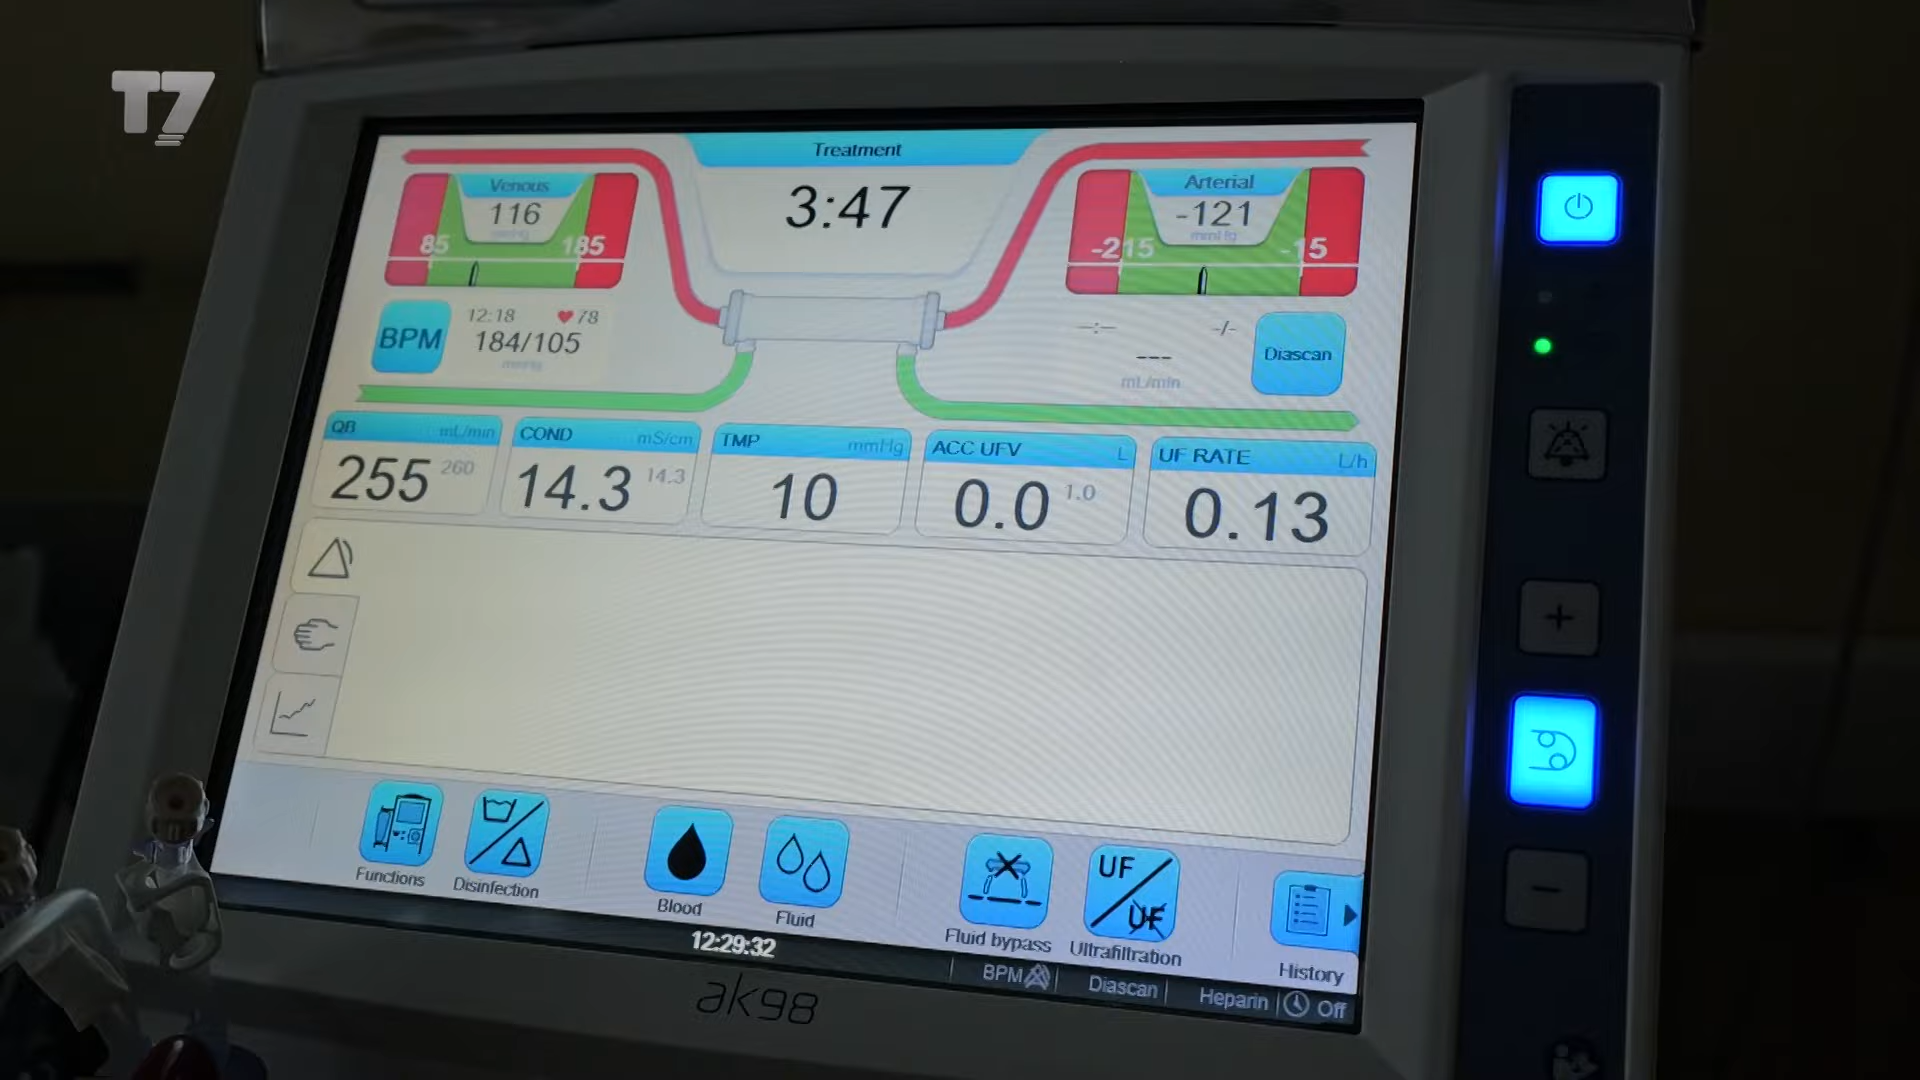 T7
Treatment
3:47
Venous
116
mmHg
85
185
Arterial
-121
mmHg
-215
-15
BPM
12:18
78
184/105
mmHg
--:--
-/-
---
mL/min
Diascan
QB mL/min
255 260
COND mS/cm
14.3 14.3
TMP mmHg
10
ACC UFV L
0.0 1.0
UF RATE L/h
0.13
Functions
Disinfection
Blood
Fluid
Fluid bypass
UF
UF
Ultrafiltration
History
12:29:32
BPM
Diascan
Heparin
Off
ak98